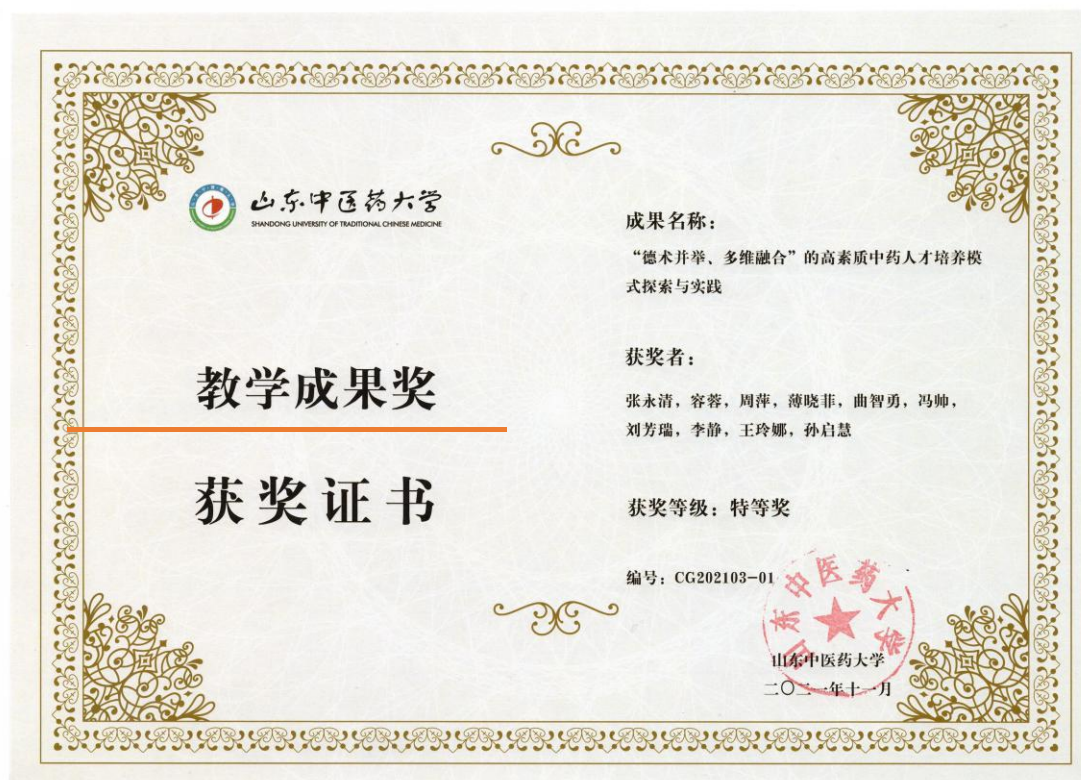 山东中医药大学
SHANDONG UNIVERSITY OF TRADITIONAL CHINESE MEDICINE
教学成果奖
获奖证书
成果名称：
“德术并举、多维融合”的高素质中药人才培养模
式探索与实践
获奖者：
张永清，容蓉，周萍，薄晓菲，曲智勇，冯帅，
刘芳瑞，李静，王玲娜，孙启慧
获奖等级：特等奖
编号：CG202103-01
山东中医药大学
山东中医药大学
二〇二一年十一月